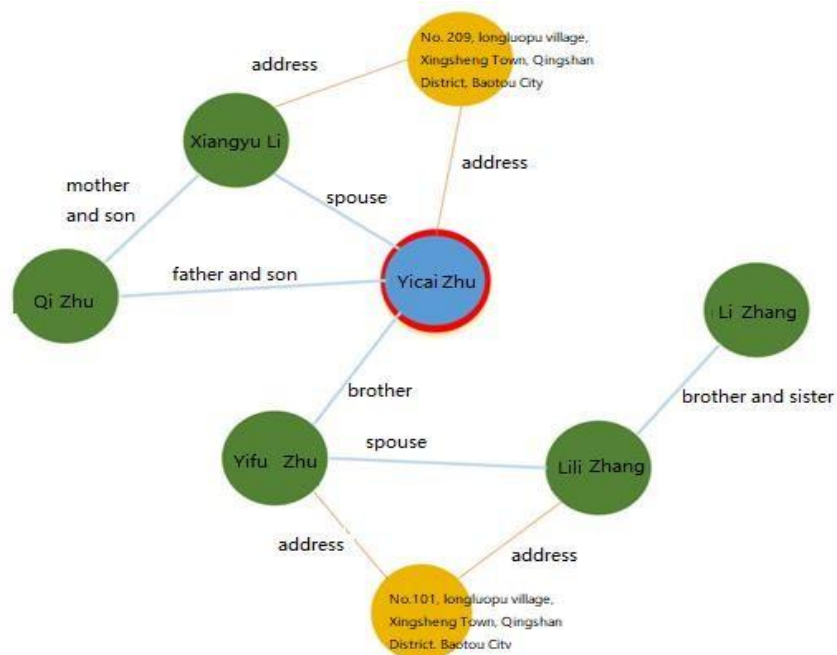 No. 209, longluopu village,
Xingsheng Town, Qingshan
District, Baotou City
address
Xiangyu Li
address
mother
and son
spouse
father and son
Yicai Zhu
Qi Zhu
Li Zhang
brother
brother and sister
spouse
Yifu Zhu
Lili Zhang
address
address
No.101, longluopu village,
Xingsheng Town, Qingshan
District. Baotou City